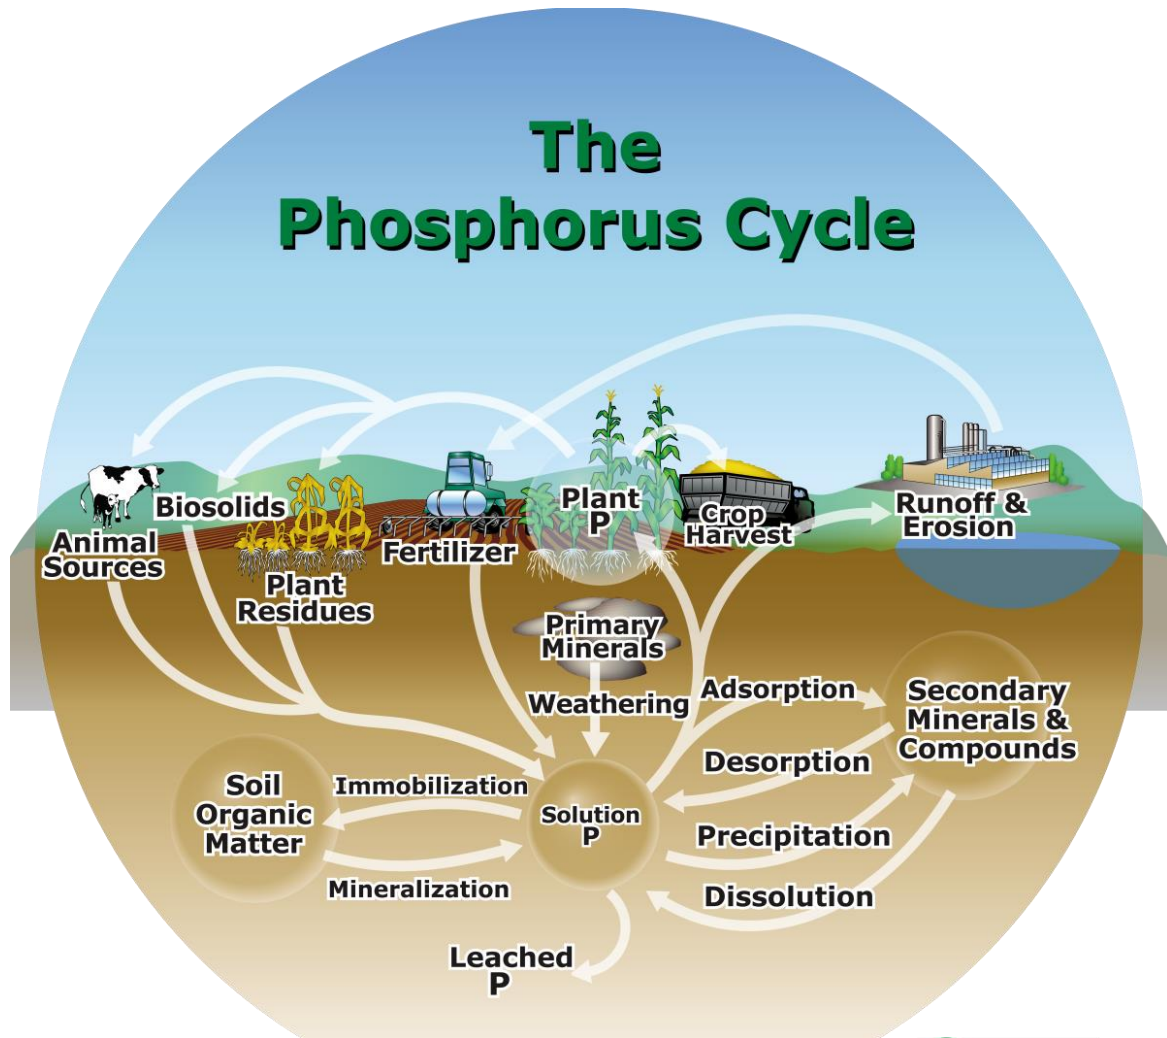 The
Phosphorus Cycle
Animal
Sources
Biosolids
Plant
Residues
Fertilizer
Plant
P
Crop
Harvest
Runoff &
Erosion
Primary
Minerals
Weathering
Adsorption
Secondary
Minerals &
Compounds
Desorption
Soil
Organic
Matter
Immobilization
Solution
P
Precipitation
Mineralization
Dissolution
Leached
P